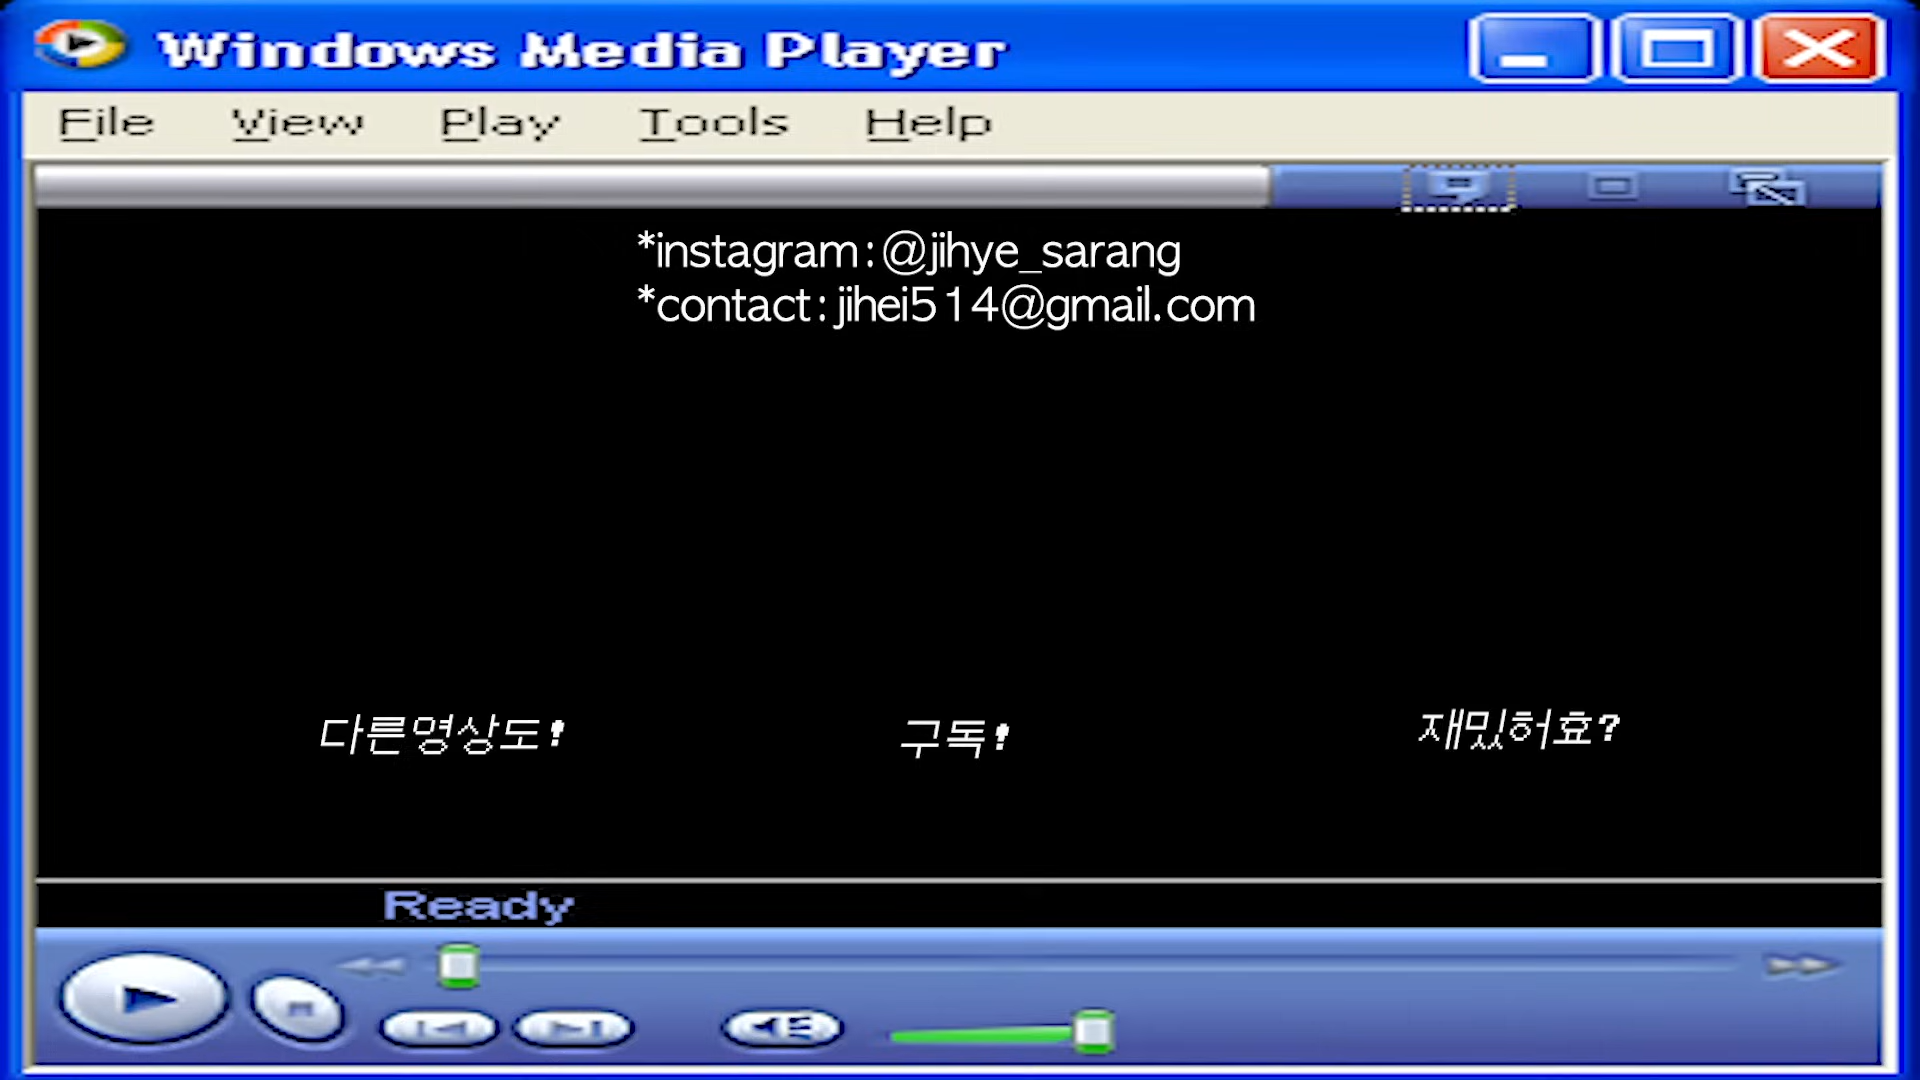 Windows Media Player
File View Play Tools Help
*instagram:@jihye_sarang
*contact:jihei514@gmail.com
다른영상도!
구독!
재밌허효?
Ready